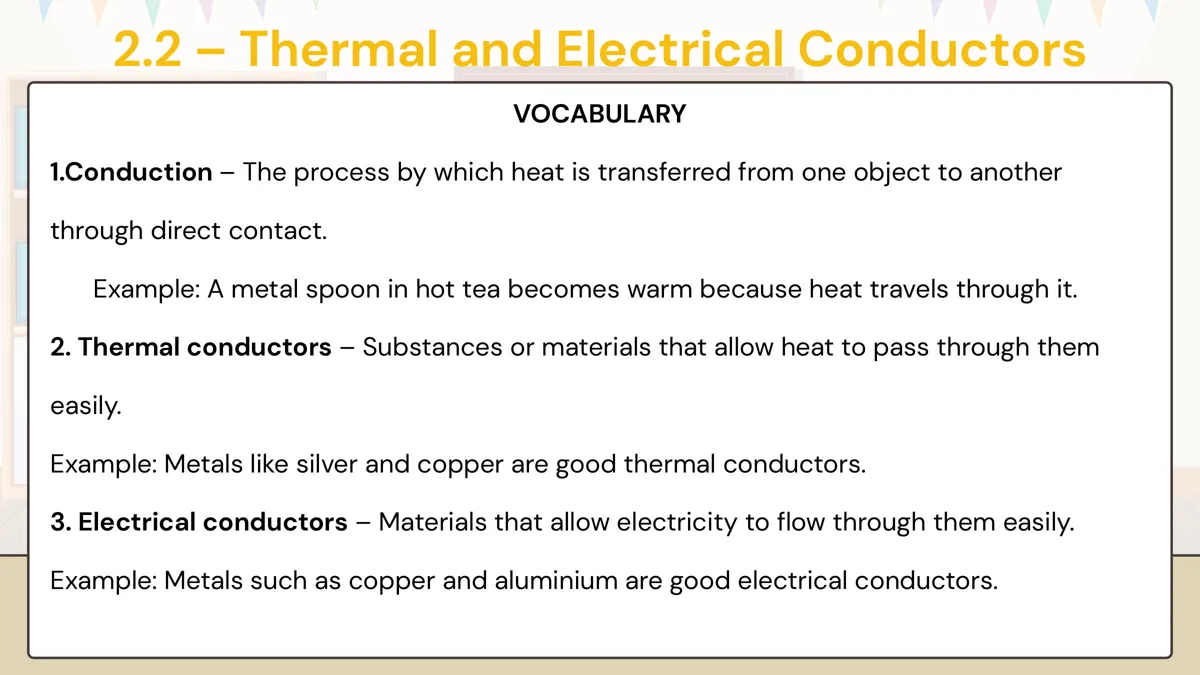 2.2 – Thermal and Electrical Conductors
VOCABULARY
1.Conduction – The process by which heat is transferred from one object to another
through direct contact.
Example: A metal spoon in hot tea becomes warm because heat travels through it.
2. Thermal conductors – Substances or materials that allow heat to pass through them
easily.
Example: Metals like silver and copper are good thermal conductors.
3. Electrical conductors – Materials that allow electricity to flow through them easily.
Example: Metals such as copper and aluminium are good electrical conductors.